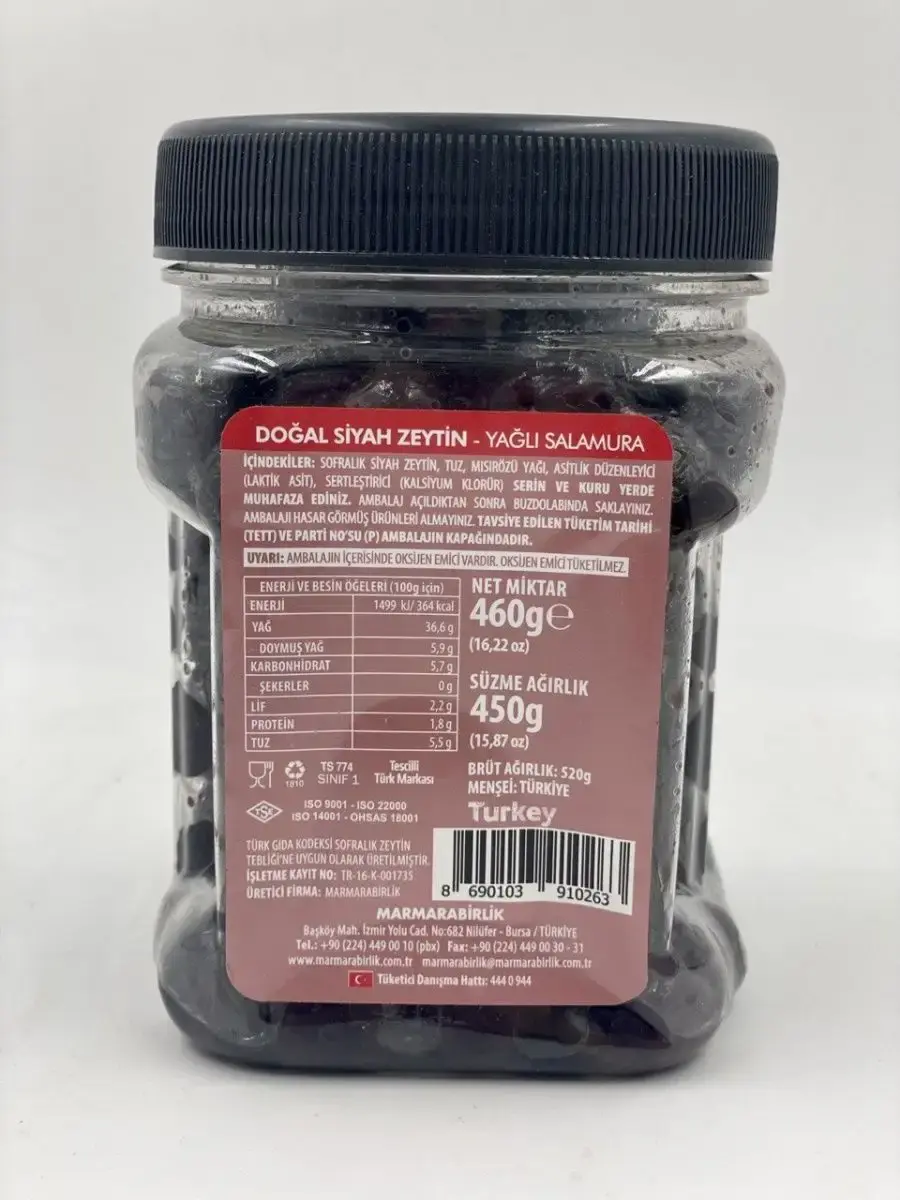 DOĞAL SİYAH ZEYTİN - YAĞLI SALAMURA
İÇİNDEKİLER: SOFRALIK SİYAH ZEYTİN, TUZ, MISIRÖZÜ YAĞI, ASİTLİK DÜZENLEYİCİ
(LAKTİK ASİT), SERTLEŞTİRİCİ (KALSİYUM KLORÜR) SERİN VE KURU YERDE
MUHAFAZA EDİNİZ. AMBALAJ AÇILDIKTAN SONRA BUZDOLABINDA SAKLAYINIZ.
AMBALAJI HASAR GÖRMÜŞ ÜRÜNLERİ ALMAYINIZ. TAVSİYE EDİLEN TÜKETİM TARİHİ
(TETT) VE PARTİ NO'SU (P) AMBALAJIN KAPAĞINDADIR.
UYARI: AMBALAJIN İÇERİSİNDE OKSİJEN EMİCİ VARDIR. OKSİJEN EMİCİ TÜKETİLMEZ.
ENERJİ VE BESİN ÖGELERİ (100g için)
ENERJİ 1499 kJ/ 364 kcal
YAĞ 36,6 g
DOYMUŞ YAĞ 5,9 g
KARBONHİDRAT 5,7 g
ŞEKERLER 0 g
LİF 2,2 g
PROTEİN 1,8 g
TUZ 5,5 g
NET MİKTAR
460g℮
(16,22 oz)
SÜZME AĞIRLIK
450g
(15,87 oz)
BRÜT AĞIRLIK: 520g
MENŞEİ: TÜRKİYE
Turkey
1810
TS 774
SINIF 1
Tescilli
Türk Markası
TSE
ISO 9001 - ISO 22000
ISO 14001 - OHSAS 18001
TÜRK GIDA KODEKSİ SOFRALIK ZEYTİN
TEBLİĞİ'NE UYGUN OLARAK ÜRETİLMİŞTİR.
İŞLETME KAYIT NO: TR-16-K-001735
ÜRETİCİ FİRMA: MARMARABİRLİK
8 690103 910263
MARMARABİRLİK
Başköy Mah. İzmir Yolu Cad. No:682 Nilüfer - Bursa / TÜRKİYE
Tel.: +90 (224) 449 00 10 (pbx) Fax: +90 (224) 449 00 30 - 31
www.marmarabirlik.com.tr marmarabirlik@marmarabirlik.com.tr
Tüketici Danışma Hattı: 444 0 944